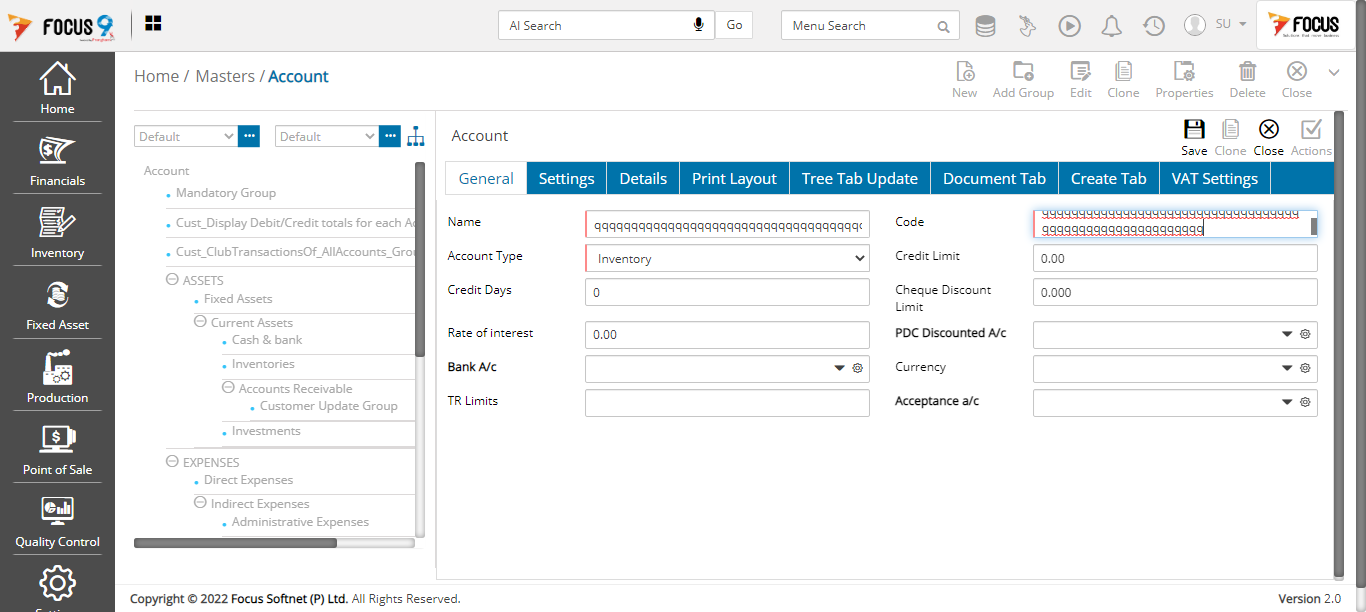 FOCUS 9
AI Search
Go
Menu Search
SU
FOCUS
Home / Masters / Account
New Add Group Edit Clone Properties Delete Close
Home
Financials
Inventory
Fixed Asset
Production
Point of Sale
Quality Control
Default ... Default ...
Account
Mandatory Group
Cust_Display Debit/Credit totals for each Ac
Cust_ClubTransactionsOf_AllAccounts_Grou
ASSETS
Fixed Assets
Current Assets
Cash & bank
Inventories
Accounts Receivable
Customer Update Group
Investments
EXPENSES
Direct Expenses
Indirect Expenses
Administrative Expenses
Account
Save Clone Close Actions
General Settings Details Print Layout Tree Tab Update Document Tab Create Tab VAT Settings
Name
Code
Account Type Inventory
Credit Limit 0.00
Credit Days 0
Cheque Discount
Limit
0.000
Rate of interest 0.00
PDC Discounted A/c
Bank A/c
Currency
TR Limits
Acceptance a/c
Copyright © 2022 Focus Softnet (P) Ltd. All Rights Reserved.
Version 2.0